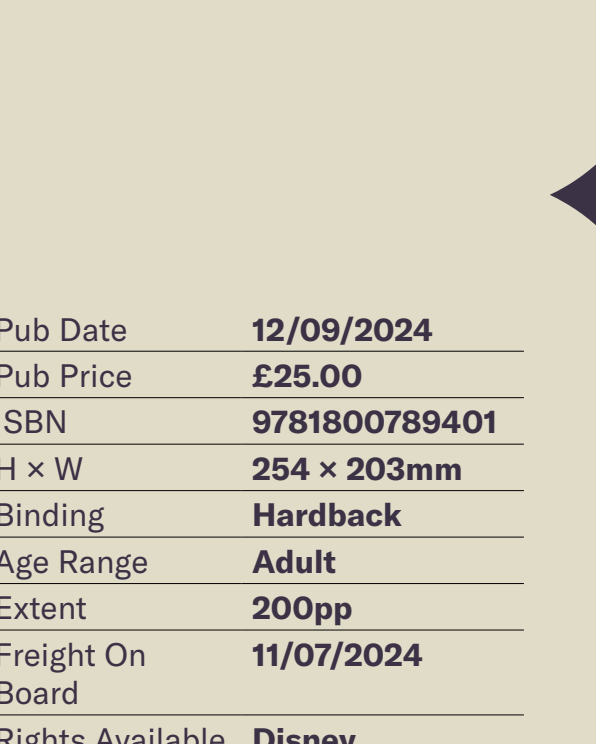 Pub Date 12/09/2024
Pub Price £25.00
ISBN 9781800789401
H × W 254 × 203mm
Binding Hardback
Age Range Adult
Extent 200pp
Freight On 11/07/2024
Board
Rights Available Disney